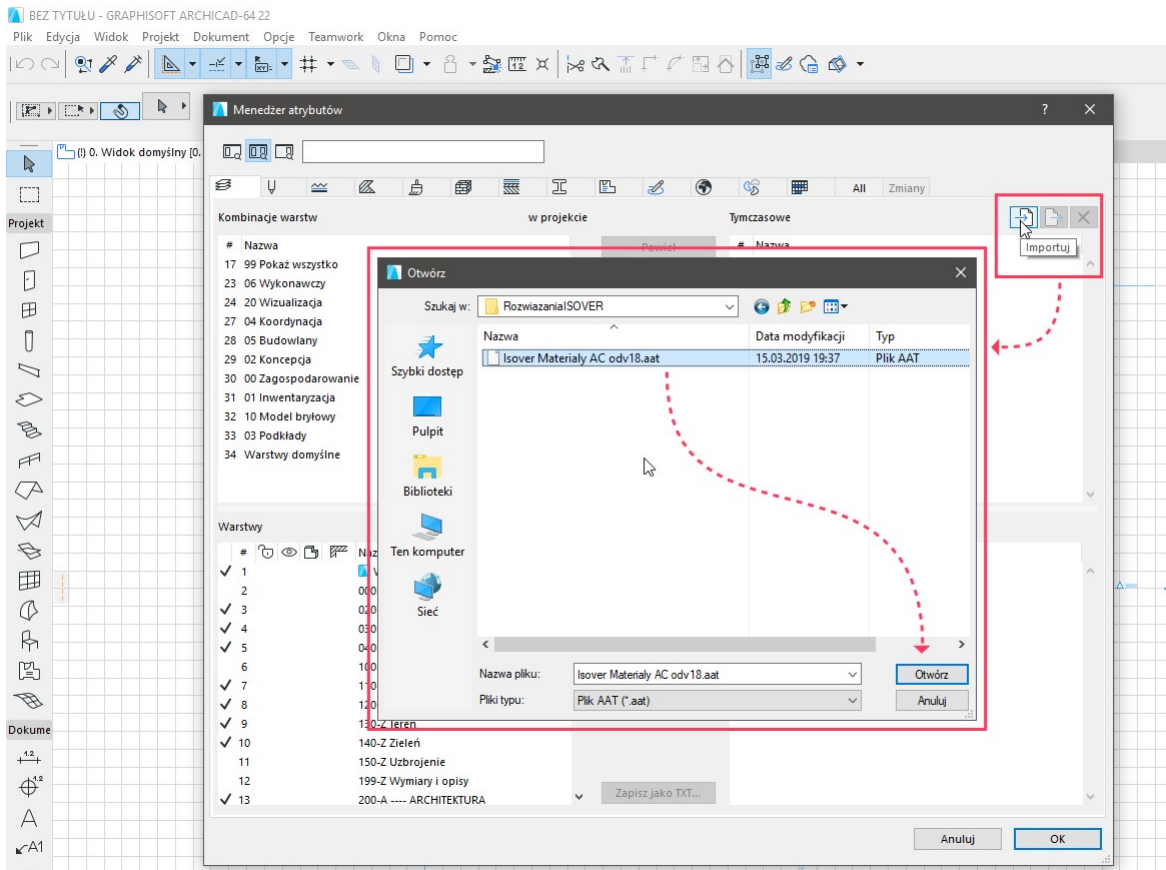 BEZ TYTUŁU - GRAPHISOFT ARCHICAD-64 22
Plik Edycja Widok Projekt Dokument Opcje Teamwork Okna Pomoc
Menedżer atrybutów
(!) 0. Widok domyślny [0.
All Zmiany
Projekt
Kombinacje warstw w projekcie Tymczasowe
# Nazwa Powiel # Nazwa
Importuj
17 99 Pokaż wszystko
23 06 Wykonawczy
24 20 Wizualizacja
27 04 Koordynacja
28 05 Budowlany
29 02 Koncepcja
30 00 Zagospodarowanie
31 01 Inwentaryzacja
32 10 Model bryłowy
33 03 Podkłady
34 Warstwy domyślne
Otwórz
Szukaj w: RozwiazaniaISOVER
Nazwa Data modyfikacji Typ
Isover Materialy AC odv18.aat 15.03.2019 19:37 Plik AAT
Szybki dostęp
Pulpit
Biblioteki
Ten komputer
Sieć
Nazwa pliku: Isover Materialy AC odv18.aat Otwórz
Pliki typu: Plik AAT (*.aat) Anuluj
Warstwy
#
1
2
3
4
5
6
7
8
9 130-Z Teren
10 140-Z Zieleń
11 150-Z Uzbrojenie
12 199-Z Wymiary i opisy
13 200-A ---- ARCHITEKTURA
Zapisz jako TXT...
Dokume
1.2
1.2
A
A1
Anuluj OK